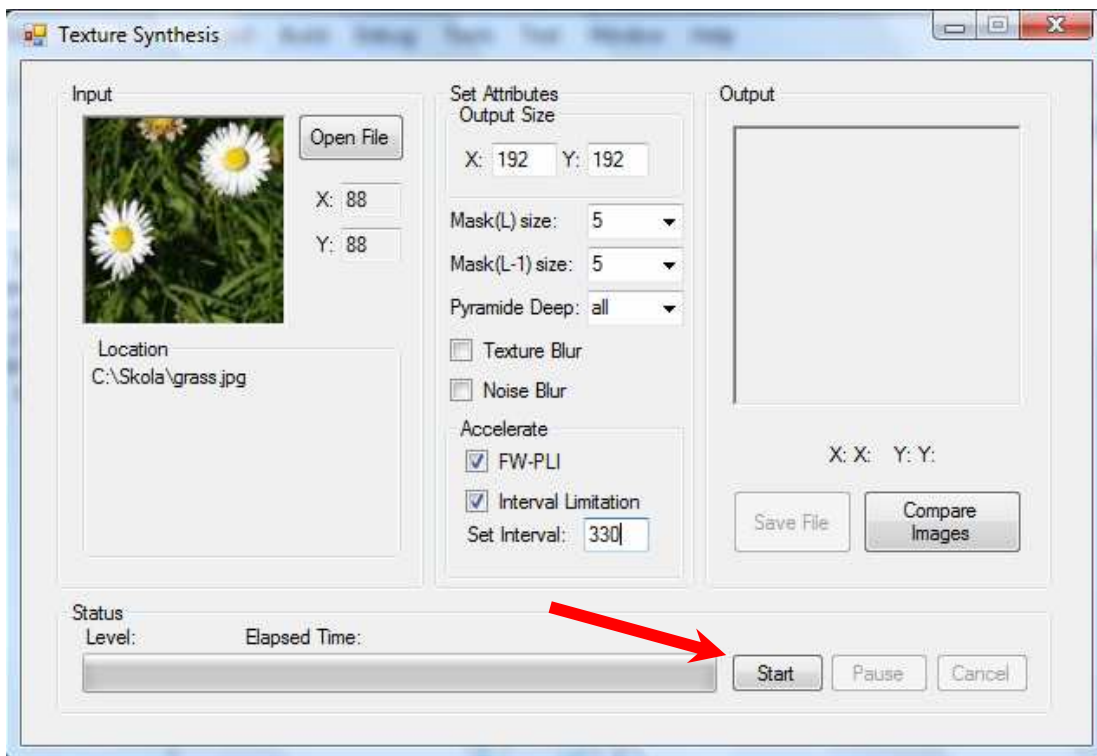 Texture Synthesis
Input
Open File
X: 88
Y: 88
Location
C:\Skola\grass.jpg
Set Attributes
Output Size
X: 192 Y: 192
Mask(L) size: 5
Mask(L-1) size: 5
Pyramide Deep: all
Texture Blur
Noise Blur
Accelerate
FW-PLI
Interval Limitation
Set Interval: 330
Output
X: X: Y: Y:
Save File
Compare
Images
Status
Level: Elapsed Time:
Start Pause Cancel